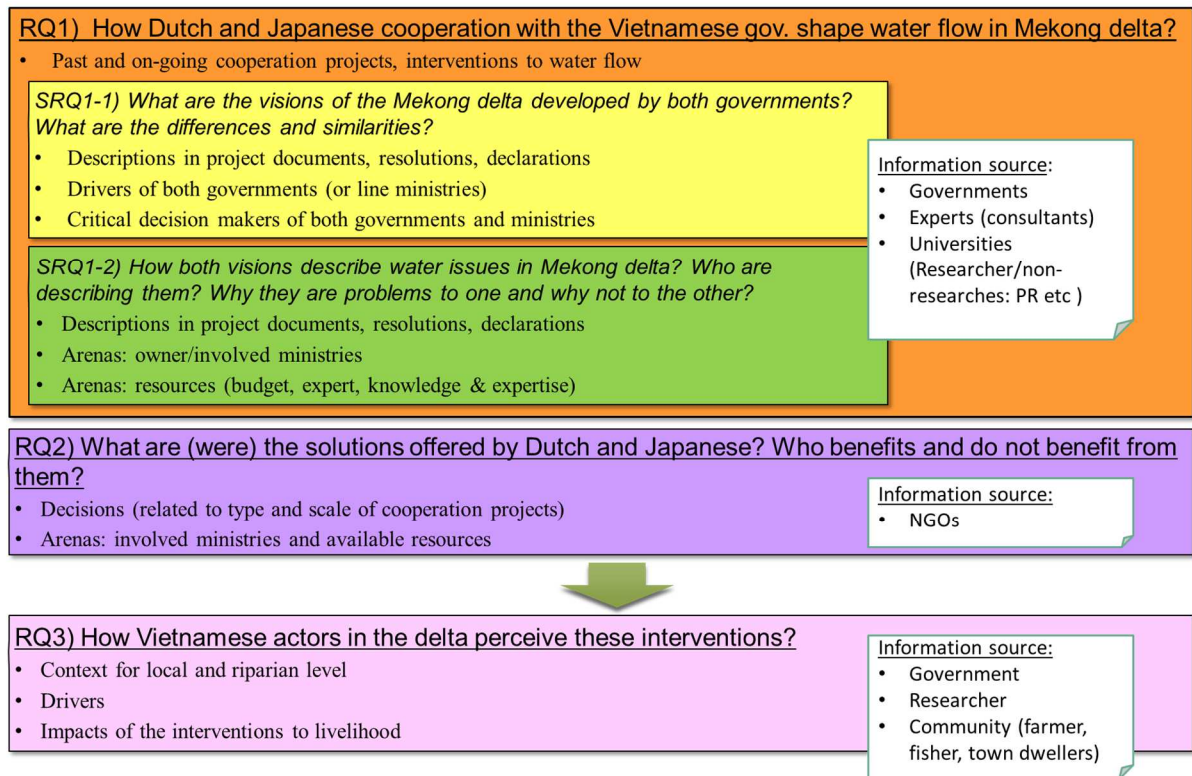 RQ1) How Dutch and Japanese cooperation with the Vietnamese gov. shape water flow in Mekong delta?
• Past and on-going cooperation projects, interventions to water flow
SRQ1-1) What are the visions of the Mekong delta developed by both governments?
What are the differences and similarities?
• Descriptions in project documents, resolutions, declarations
• Drivers of both governments (or line ministries)
• Critical decision makers of both governments and ministries
SRQ1-2) How both visions describe water issues in Mekong delta? Who are
describing them? Why they are problems to one and why not to the other?
• Descriptions in project documents, resolutions, declarations
• Arenas: owner/involved ministries
• Arenas: resources (budget, expert, knowledge & expertise)
Information source:
• Governments
• Experts (consultants)
• Universities
(Researcher/non-
researches: PR etc )
RQ2) What are (were) the solutions offered by Dutch and Japanese? Who benefits and do not benefit from
them?
• Decisions (related to type and scale of cooperation projects)
• Arenas: involved ministries and available resources
Information source:
• NGOs
RQ3) How Vietnamese actors in the delta perceive these interventions?
• Context for local and riparian level
• Drivers
• Impacts of the interventions to livelihood
Information source:
• Government
• Researcher
• Community (farmer,
fisher, town dwellers)